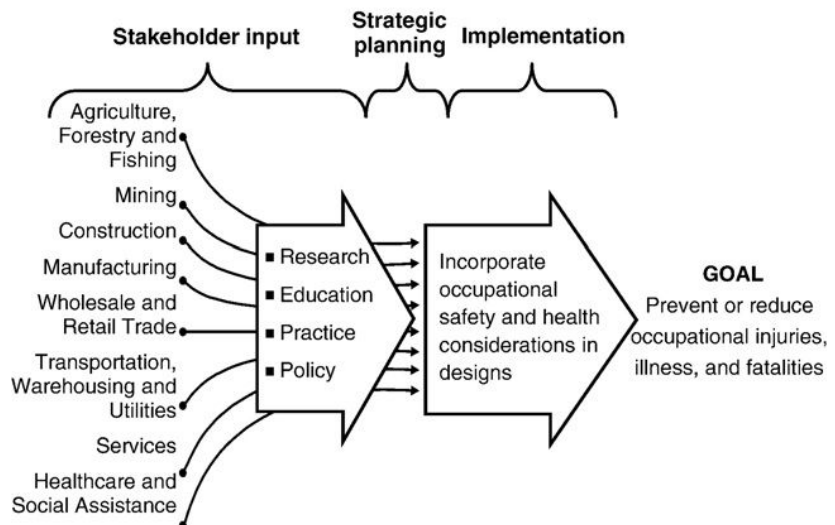 Stakeholder input
Strategic
planning
Implementation
Agriculture,
Forestry and
Fishing
Mining
Construction
Manufacturing
Wholesale and
Retail Trade
Transportation,
Warehousing and
Utilities
Services
Healthcare and
Social Assistance
■ Research
■ Education
■ Practice
■ Policy
Incorporate
occupational
safety and health
considerations in
designs
GOAL
Prevent or reduce
occupational injuries,
illness, and fatalities